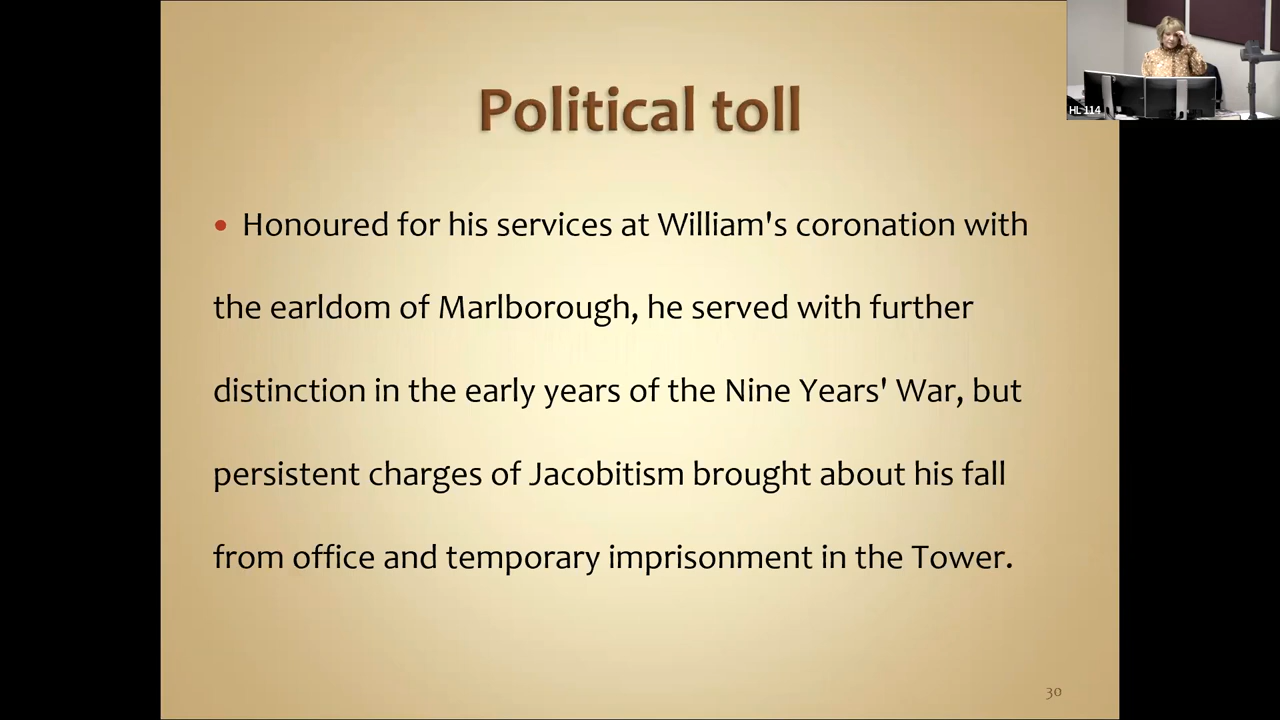 HL 114
Political toll
• Honoured for his services at William's coronation with
the earldom of Marlborough, he served with further
distinction in the early years of the Nine Years' War, but
persistent charges of Jacobitism brought about his fall
from office and temporary imprisonment in the Tower.
30